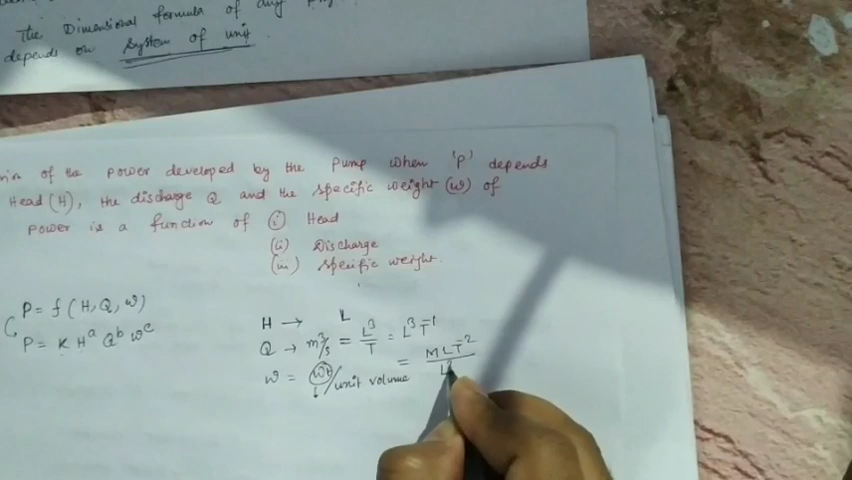 The Dimensional formula of any
depends on System of unit
of the power developed by the pump when 'P' depends
Head (H), the discharge Q and the specific weight (w) of
power is a function of (i) Head
(ii) Discharge
(iii) specific weight.
P = f (H, Q, w)
P = K H^a Q^b w^c
H → L
Q → m³/s = L³/T = L³ T⁻¹
w = wt/unit volume = M L T⁻²/L³